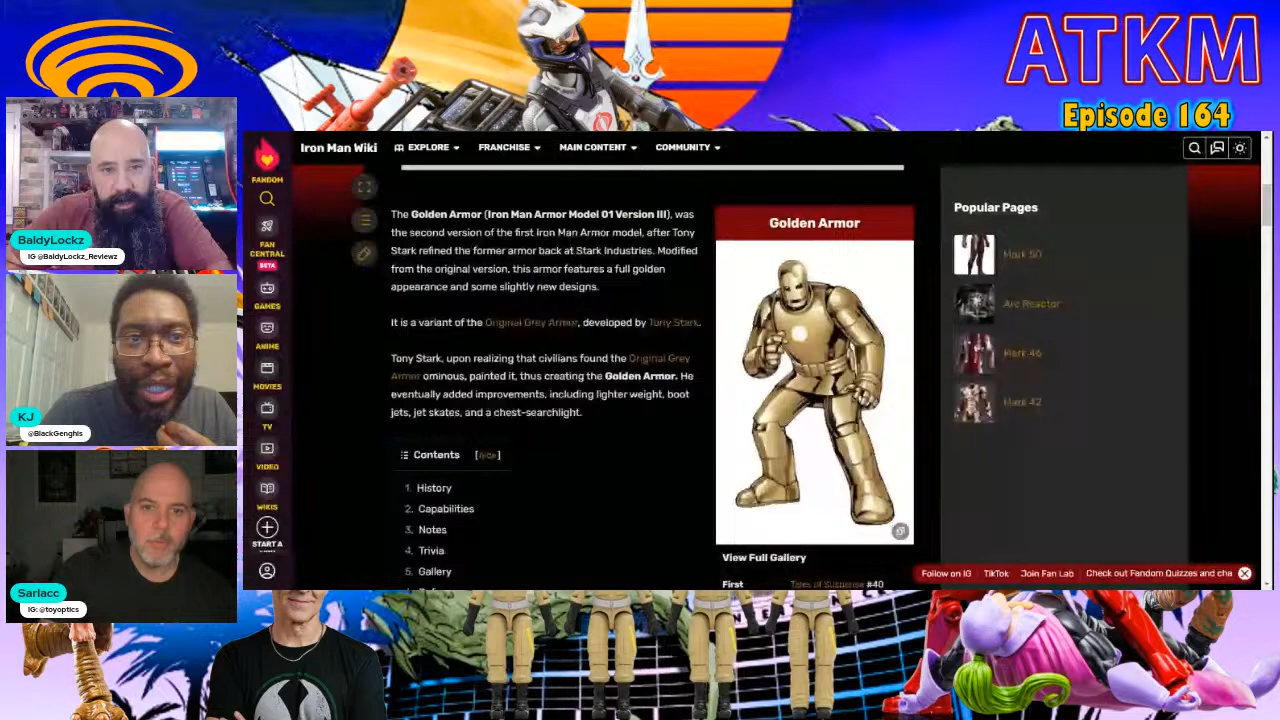 ATKM
Episode 164
BaldyLockz
IG @BaldyLockz_Reviewz
KJ
@BlackGenghis
Sarlacc
IG: @toyoptics
FANDOM
FAN
CENTRAL
BETA
GAMES
ANIME
MOVIES
TV
VIDEO
WIKIS
START A
Iron Man Wiki
EXPLORE
FRANCHISE
MAIN CONTENT
COMMUNITY
The Golden Armor (Iron Man Armor Model 01 Version III), was
the second version of the first Iron Man Armor model, after Tony
Stark refined the former armor back at Stark Industries. Modified
from the original version, this armor features a full golden
appearance and some slightly new designs.
It is a variant of the Original Grey Armor, developed by Tony Stark.
Tony Stark, upon realizing that civilians found the Original Grey
Armor ominous, painted it, thus creating the Golden Armor. He
eventually added improvements, including lighter weight, boot
jets, jet skates, and a chest-searchlight.
Contents [hide]
1. History
2. Capabilities
3. Notes
4. Trivia
5. Gallery
Golden Armor
View Full Gallery
First Tales of Suspense #40
Popular Pages
Mark 50
Arc Reactor
Mark 46
Mark 42
Follow on IG TikTok Join Fan Lab Check out Fandom Quizzes and cha